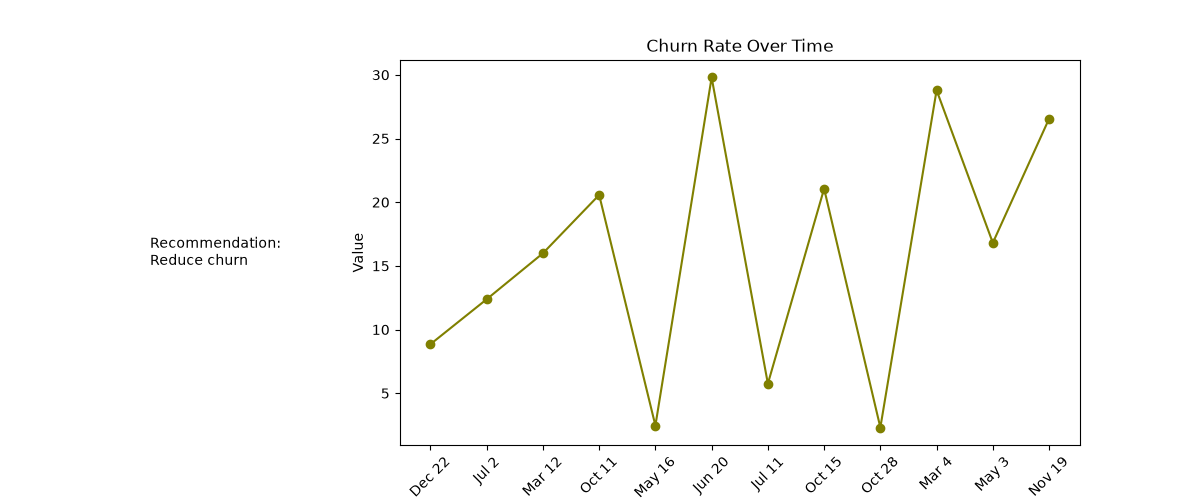 Churn Rate Over Time
Recommendation:
Reduce churn
Value
30
25
20
15
10
5
Dec 22
Jul 2
Mar 12
Oct 11
May 16
Jun 20
Jul 11
Oct 15
Oct 28
Mar 4
May 3
Nov 19